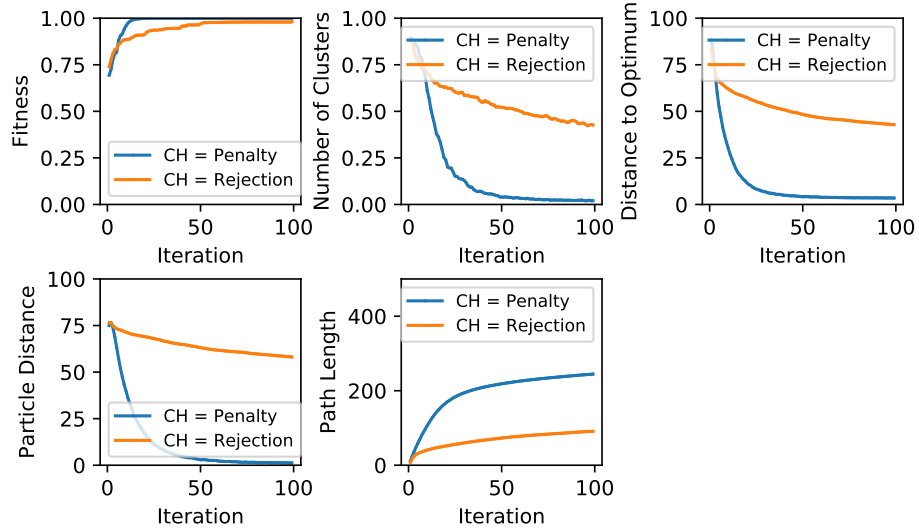 1.00
0.75
0.50
0.25
0.00
Fitness
CH = Penalty
CH = Rejection
0
50
100
Iteration
1.00
0.75
0.50
0.25
0.00
Number of Clusters
CH = Penalty
CH = Rejection
0
50
100
Iteration
100
75
50
25
0
Distance to Optimum
CH = Penalty
CH = Rejection
0
50
100
Iteration
100
75
50
25
0
Particle Distance
CH = Penalty
CH = Rejection
0
50
100
Iteration
400
200
0
Path Length
CH = Penalty
CH = Rejection
0
50
100
Iteration